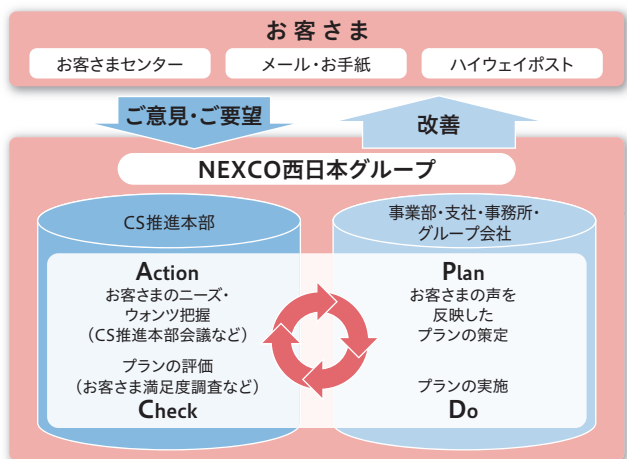 お客さま
お客さまセンター
メール・お手紙
ハイウェイポスト
ご意見・ご要望
改善
NEXCO西日本グループ
CS推進本部
Action
お客さまのニーズ・
ウォンツ把握
（CS推進本部会議など）
プランの評価
（お客さま満足度調査など）
Check
事業部・支社・事務所・
グループ会社
Plan
お客さまの声を
反映した
プランの策定
プランの実施
Do